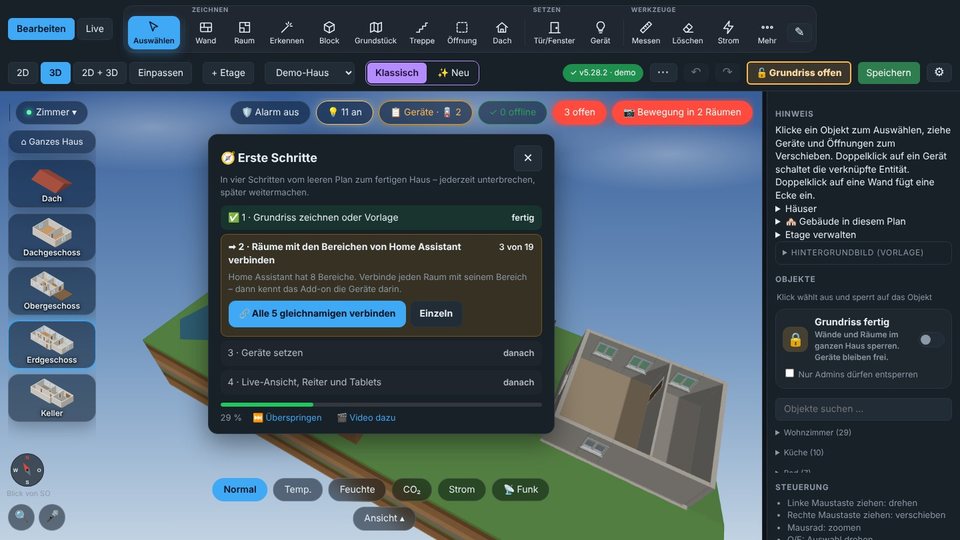 ZEICHNEN
SETZEN
WERKZEUGE
Bearbeiten
Live
Auswählen
Wand
Raum
Erkennen
Block
Grundstück
Treppe
Öffnung
Dach
Tür/Fenster
Gerät
Messen
Löschen
Strom
Mehr
2D
3D
2D + 3D
Einpassen
+ Etage
Demo-Haus
Klassisch
✨ Neu
✓ v5.28.2 · demo
🔓 Grundriss offen
Speichern
Zimmer ▾
🛡️ Alarm aus
💡 11 an
📋 Geräte · 🪫 2
✓ 0 offline
3 offen
📷 Bewegung in 2 Räumen
⌂ Ganzes Haus
Dach
Dachgeschoss
Obergeschoss
Erdgeschoss
Keller
🧭 Erste Schritte
In vier Schritten vom leeren Plan zum fertigen Haus – jederzeit unterbrechen,
später weitermachen.
✅ 1 · Grundriss zeichnen oder Vorlage
fertig
➡ 2 · Räume mit den Bereichen von Home Assistant
verbinden
3 von 19
Home Assistant hat 8 Bereiche. Verbinde jeden Raum mit seinem Bereich
– dann kennt das Add-on die Geräte darin.
🔗 Alle 5 gleichnamigen verbinden
Einzeln
3 · Geräte setzen
danach
4 · Live-Ansicht, Reiter und Tablets
danach
29 %
⏩ Überspringen
🎬 Video dazu
N
W
O
S
Blick von SO
Normal
Temp.
Feuchte
CO₂
Strom
📡 Funk
Ansicht ▴
HINWEIS
Klicke ein Objekt zum Auswählen, ziehe
Geräte und Öffnungen zum
Verschieben. Doppelklick auf ein Gerät
schaltet die verknüpfte Entität.
Doppelklick auf eine Wand fügt eine
Ecke ein.
▶ Häuser
▶ 🏘️ Gebäude in diesem Plan
▶ Etage verwalten
▶ HINTERGRUNDBILD (VORLAGE)
OBJEKTE
Klick wählt aus und sperrt auf das Objekt
Grundriss fertig
Wände und Räume im
ganzen Haus sperren.
Geräte bleiben frei.
Nur Admins dürfen entsperren
Objekte suchen …
▶ Wohnzimmer (29)
▶ Küche (10)
▶ Bad (7)
STEUERUNG
• Linke Maustaste ziehen: drehen
• Rechte Maustaste ziehen: verschieben
• Mausrad: zoomen
• Q/E: Auswahl drehen